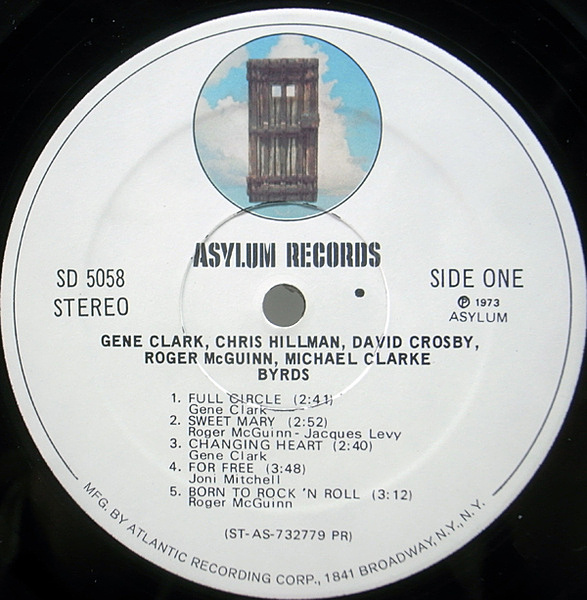 ASYLUM RECORDS
SD 5058
STEREO
SIDE ONE
Ⓟ 1973
ASYLUM
GENE CLARK, CHRIS HILLMAN, DAVID CROSBY,
ROGER McGUINN, MICHAEL CLARKE
BYRDS
1. FULL CIRCLE (2:41)
Gene Clark
2. SWEET MARY (2:52)
Roger McGuinn - Jacques Levy
3. CHANGING HEART (2:40)
Gene Clark
4. FOR FREE (3:48)
Joni Mitchell
5. BORN TO ROCK 'N ROLL (3:12)
Roger McGuinn
(ST-AS-732779 PR)
MFG. BY ATLANTIC RECORDING CORP., 1841 BROADWAY, N.Y., N.Y.